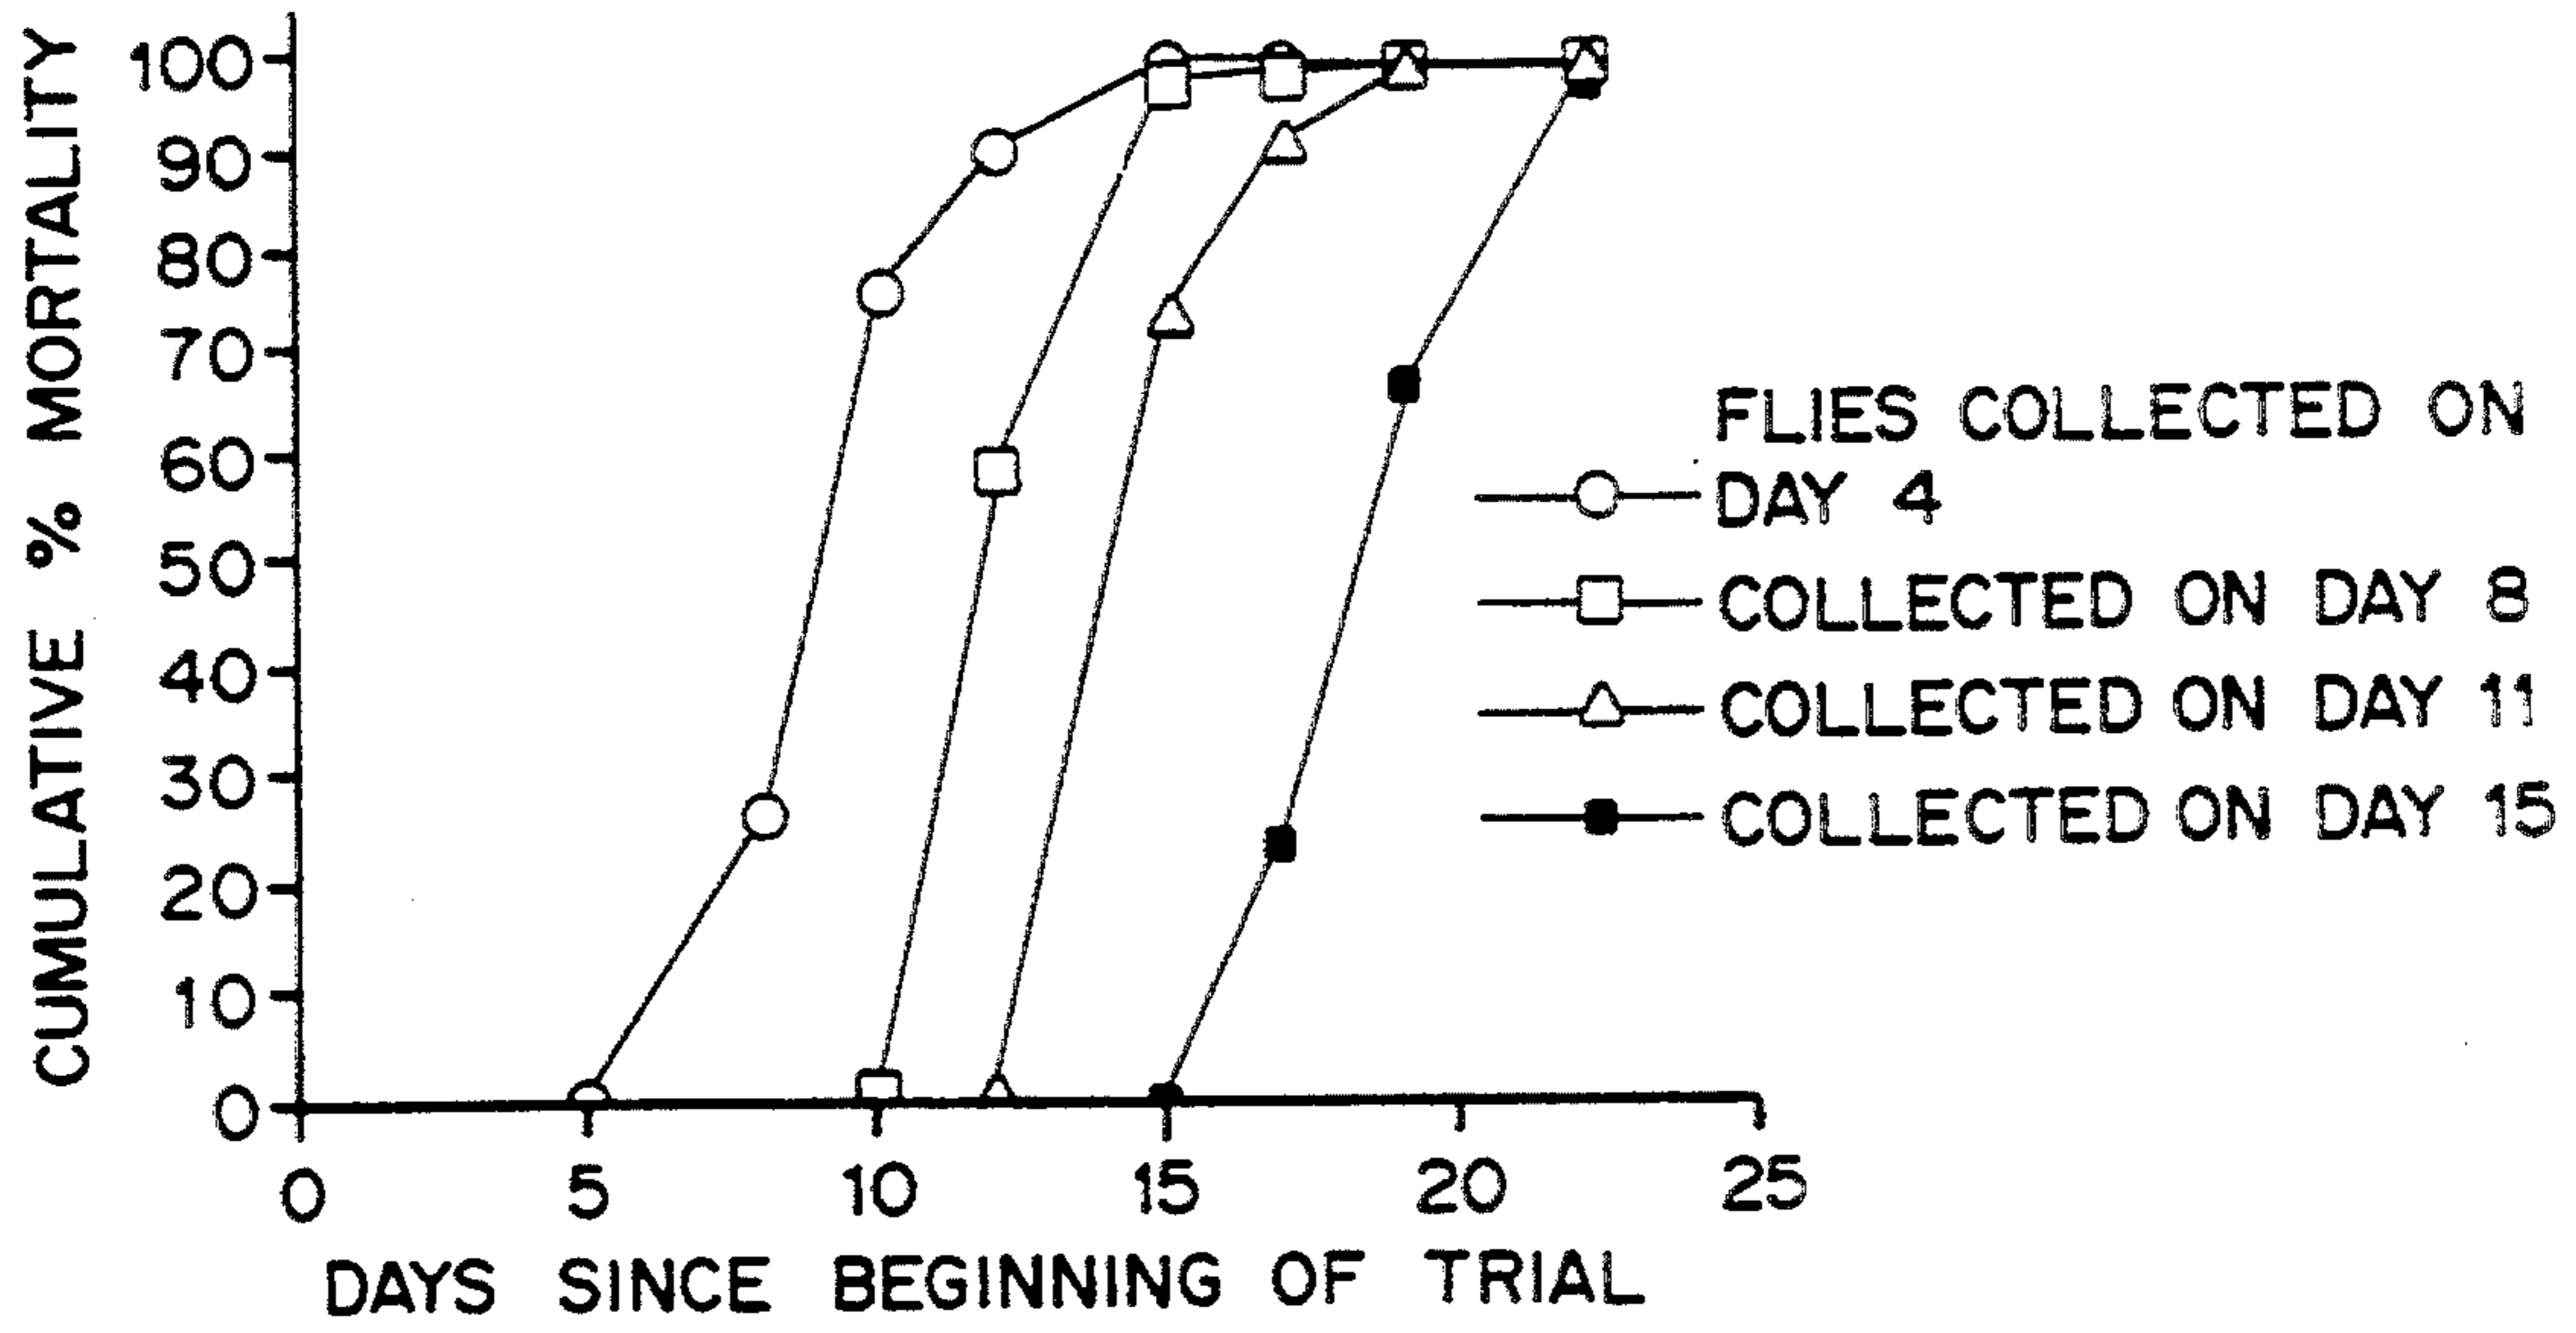 CUMULATIVE % MORTALITY
100
90
80
70
60
50
40
30
20
10
0
0 5 10 15 20 25
DAYS SINCE BEGINNING OF TRIAL
FLIES COLLECTED ON
DAY 4
COLLECTED ON DAY 8
COLLECTED ON DAY 11
COLLECTED ON DAY 15